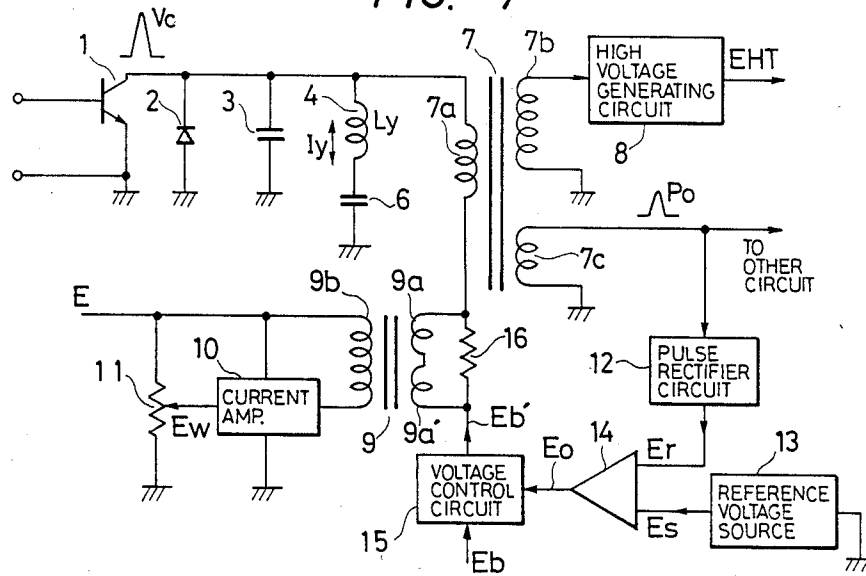 FIG. 7
Vc
1
2
3
4
Ly
Iy
6
7
7a
7b
HIGH
VOLTAGE
GENERATING
CIRCUIT
8
EHT
Po
7c
TO
OTHER
CIRCUIT
E
9b
9a
10
11
CURRENT
AMP.
Ew
9
9a'
16
Eb'
12
PULSE
RECTIFIER
CIRCUIT
14
Eo
Er
Es
13
REFERENCE
VOLTAGE
SOURCE
VOLTAGE
CONTROL
CIRCUIT
15
Eb